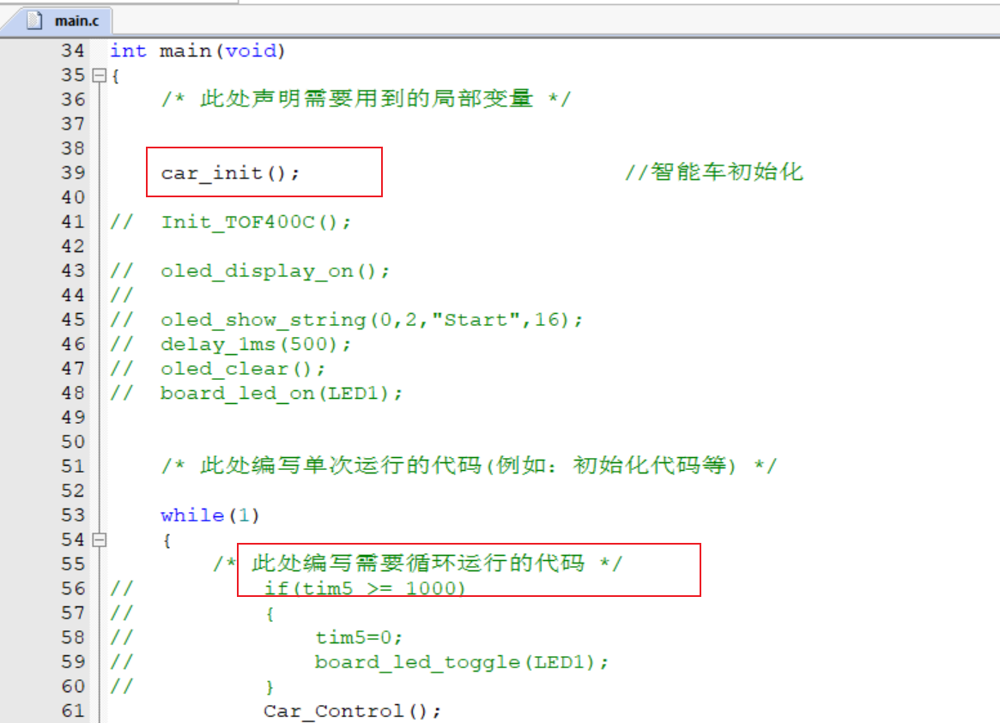 main.c
34 int main(void)
35 {
36 /* 此处声明需要用到的局部变量 */
37
38
39 car_init(); //智能车初始化
40
41 // Init_TOF400C();
42
43 // oled_display_on();
44 //
45 // oled_show_string(0,2,"Start",16);
46 // delay_1ms(500);
47 // oled_clear();
48 // board_led_on(LED1);
49
50
51 /* 此处编写单次运行的代码(例如：初始化代码等) */
52
53 while(1)
54 {
55 /* 此处编写需要循环运行的代码 */
56 // if(tim5 >= 1000)
57 // {
58 // tim5=0;
59 // board_led_toggle(LED1);
60 // }
61 Car_Control();